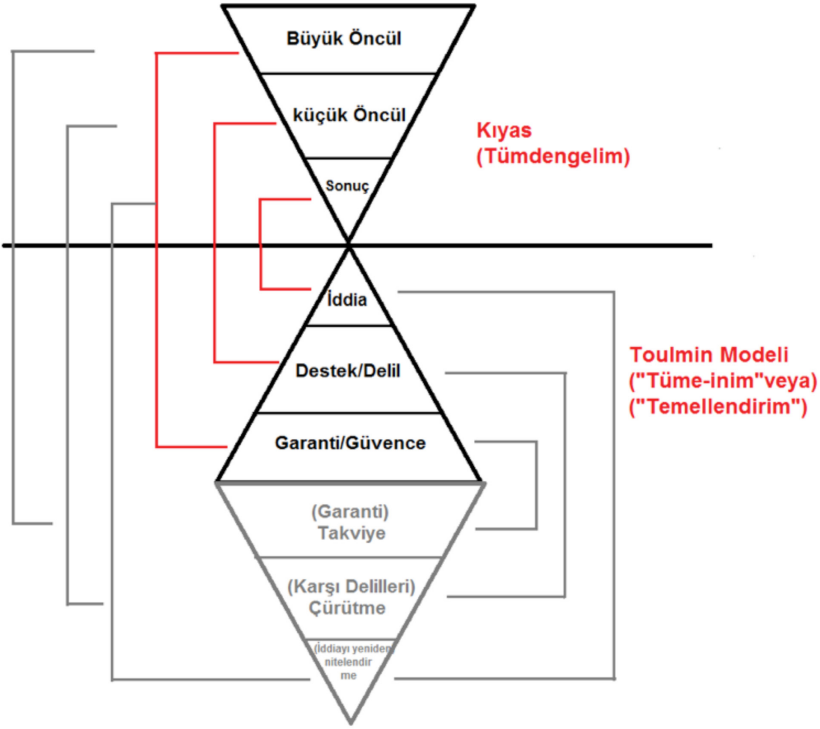 Büyük Öncül
küçük Öncül
Sonuç
Kıyas
(Tümdengelim)
İddia
Destek/Delil
Garanti/Güvence
Toulmin Modeli
("Tüme-inim"veya)
("Temellendirim")
(Garanti)
Takviye
(Karşı Delilleri)
Çürütme
(İddiayı yeniden
nitelendir
me